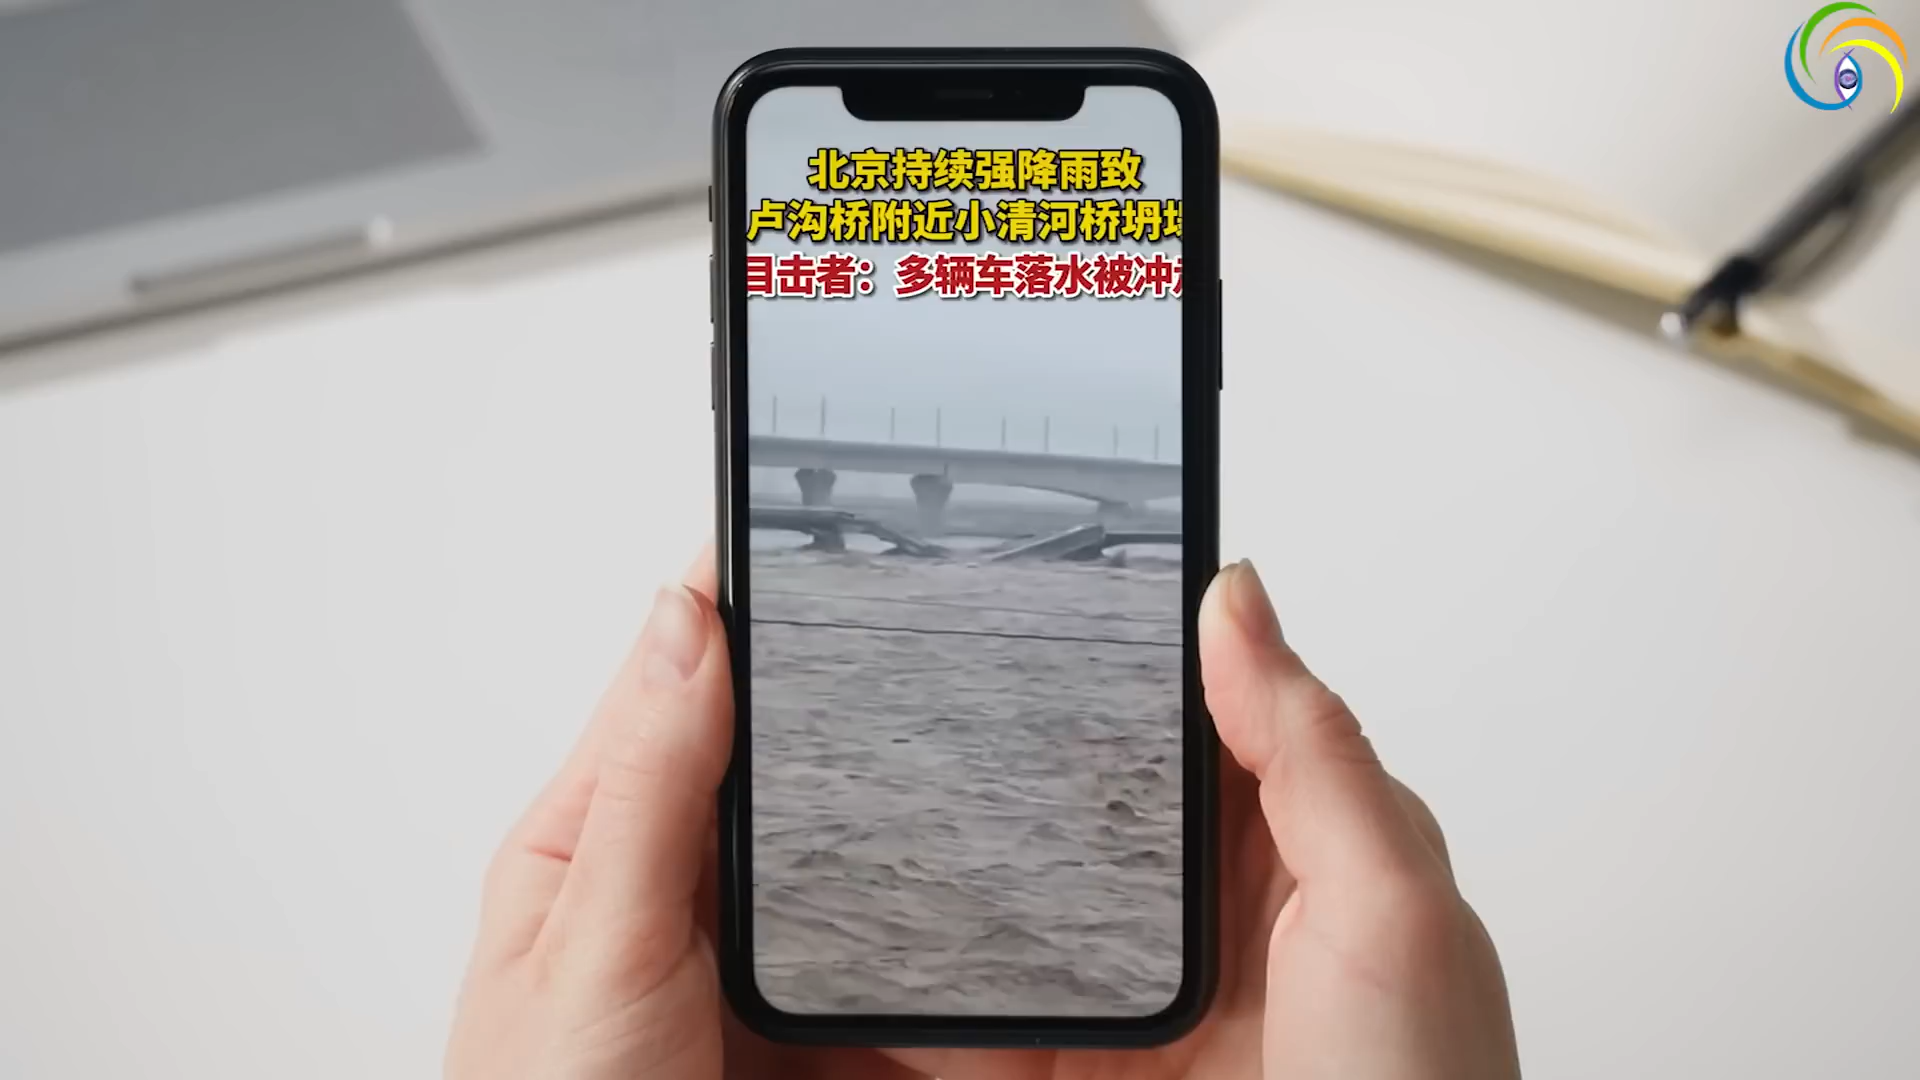 北京持续强降雨致
卢沟桥附近小清河桥坍塌
目击者：多辆车落水被冲